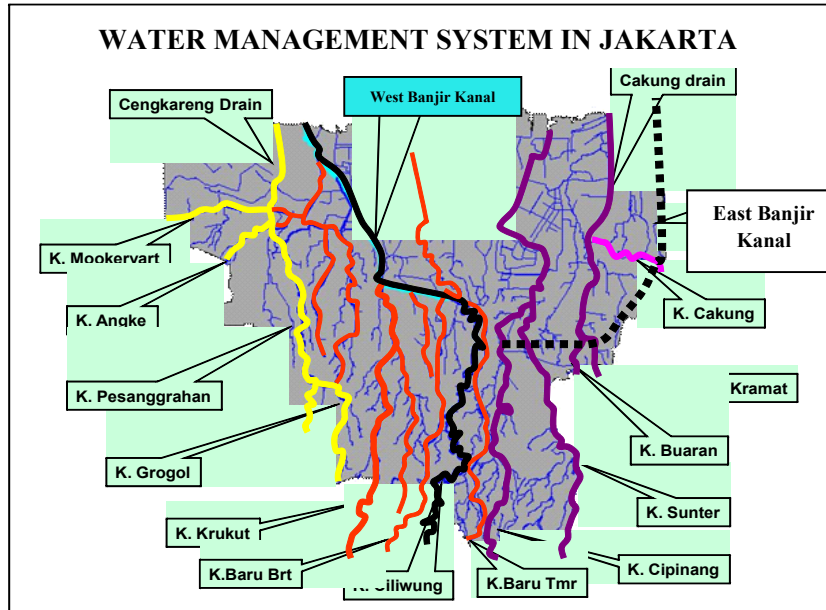 WATER MANAGEMENT SYSTEM IN JAKARTA
Cengkareng Drain
West Banjir Kanal
Cakung drain
East Banjir
Kanal
K. Mookervart
K. Angke
K. Cakung
K. Pesanggrahan
Kramat
K. Buaran
K. Grogol
K. Sunter
K. Krukut
K. Cipinang
K.Baru Brt
K. Ciliwung
K.Baru Tmr